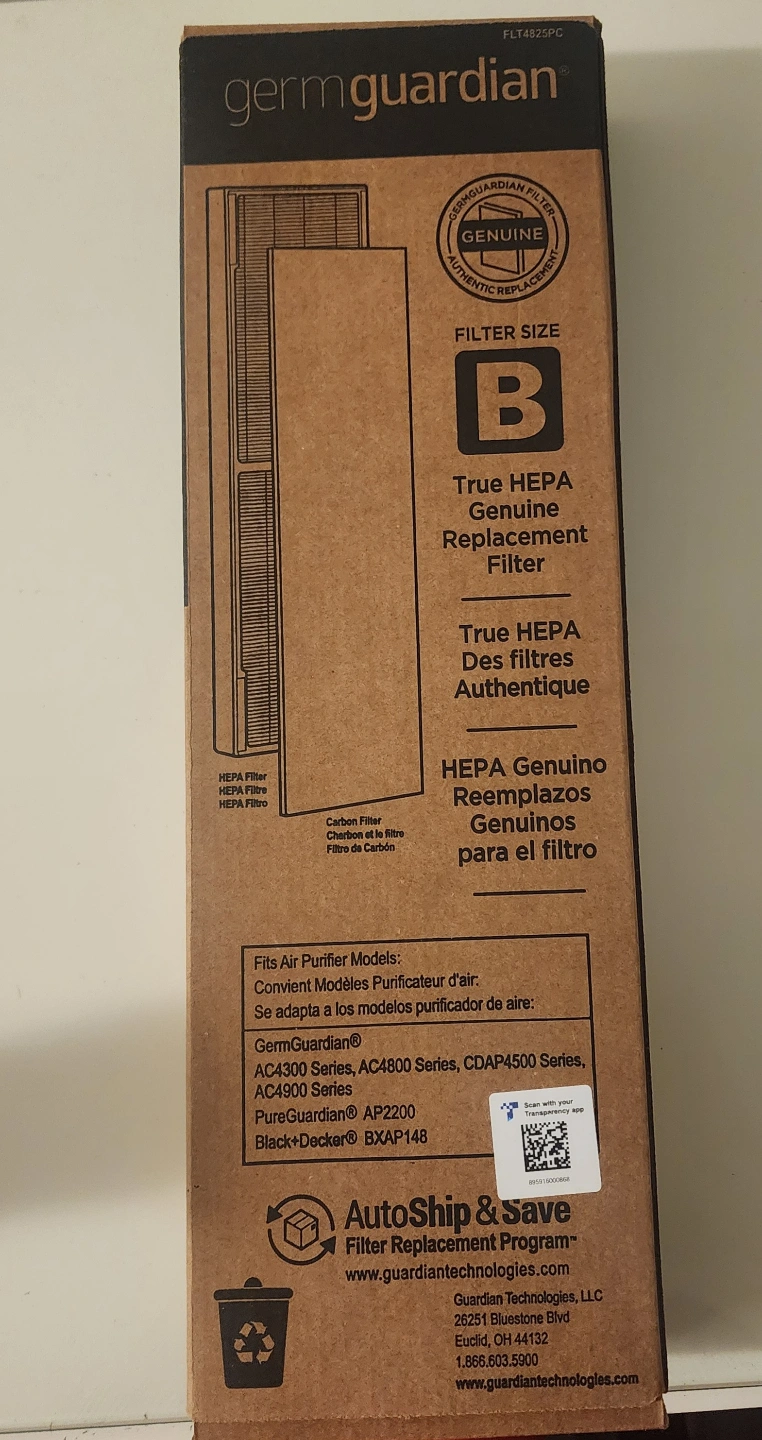 FLT4825PC
germguardian®
GERMGUARDIAN FILTER
GENUINE
AUTHENTIC REPLACEMENT
FILTER SIZE
B
True HEPA
Genuine
Replacement
Filter
True HEPA
Des filtres
Authentique
HEPA Genuino
Reemplazos
Genuinos
para el filtro
HEPA Filter
HEPA Filtre
HEPA Filtro
Carbon Filter
Charbon et le filtre
Filtro de Carbón
Fits Air Purifier Models:
Convient Modèles Purificateur d'air:
Se adapta a los modelos purificador de aire:
GermGuardian®
AC4300 Series, AC4800 Series, CDAP4500 Series,
AC4900 Series
PureGuardian® AP2200
Black+Decker® BXAP148
Scan with your
Transparency app
895915000868
AutoShip & Save
Filter Replacement Program™
www.guardiantechnologies.com
Guardian Technologies, LLC
26251 Bluestone Blvd
Euclid, OH 44132
1.866.603.5900
www.guardiantechnologies.com